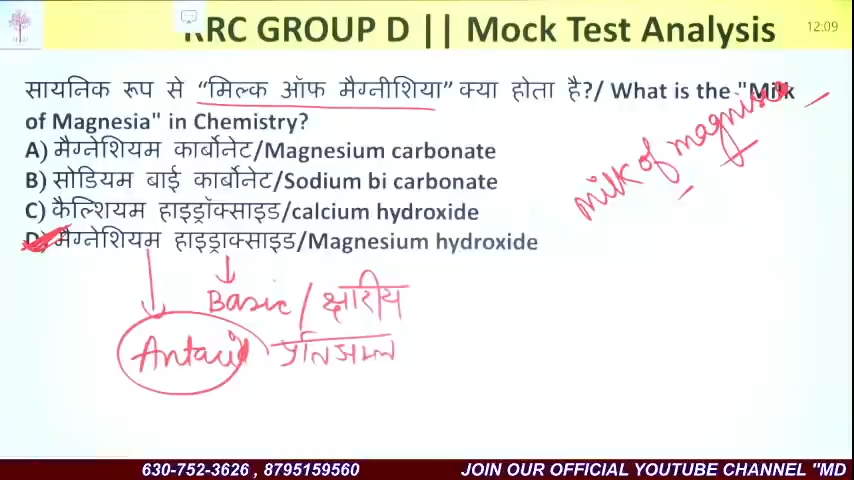 RRC GROUP D || Mock Test Analysis
12:09
सायनिक रूप से “मिल्क ऑफ मैग्नीशिया” क्या होता है?/ What is the "Milk
of Magnesia" in Chemistry?
A) मैग्नेशियम कार्बोनेट/Magnesium carbonate
B) सोडियम बाई कार्बोनेट/Sodium bi carbonate
C) कैल्शियम हाइड्रॉक्साइड/calcium hydroxide
D) मैग्नेशियम हाइड्राक्साइड/Magnesium hydroxide
milk of magnisia
Basic / क्षारीय
Antacid प्रतिअम्ल
630-752-3626 , 8795159560
JOIN OUR OFFICIAL YOUTUBE CHANNEL "MD